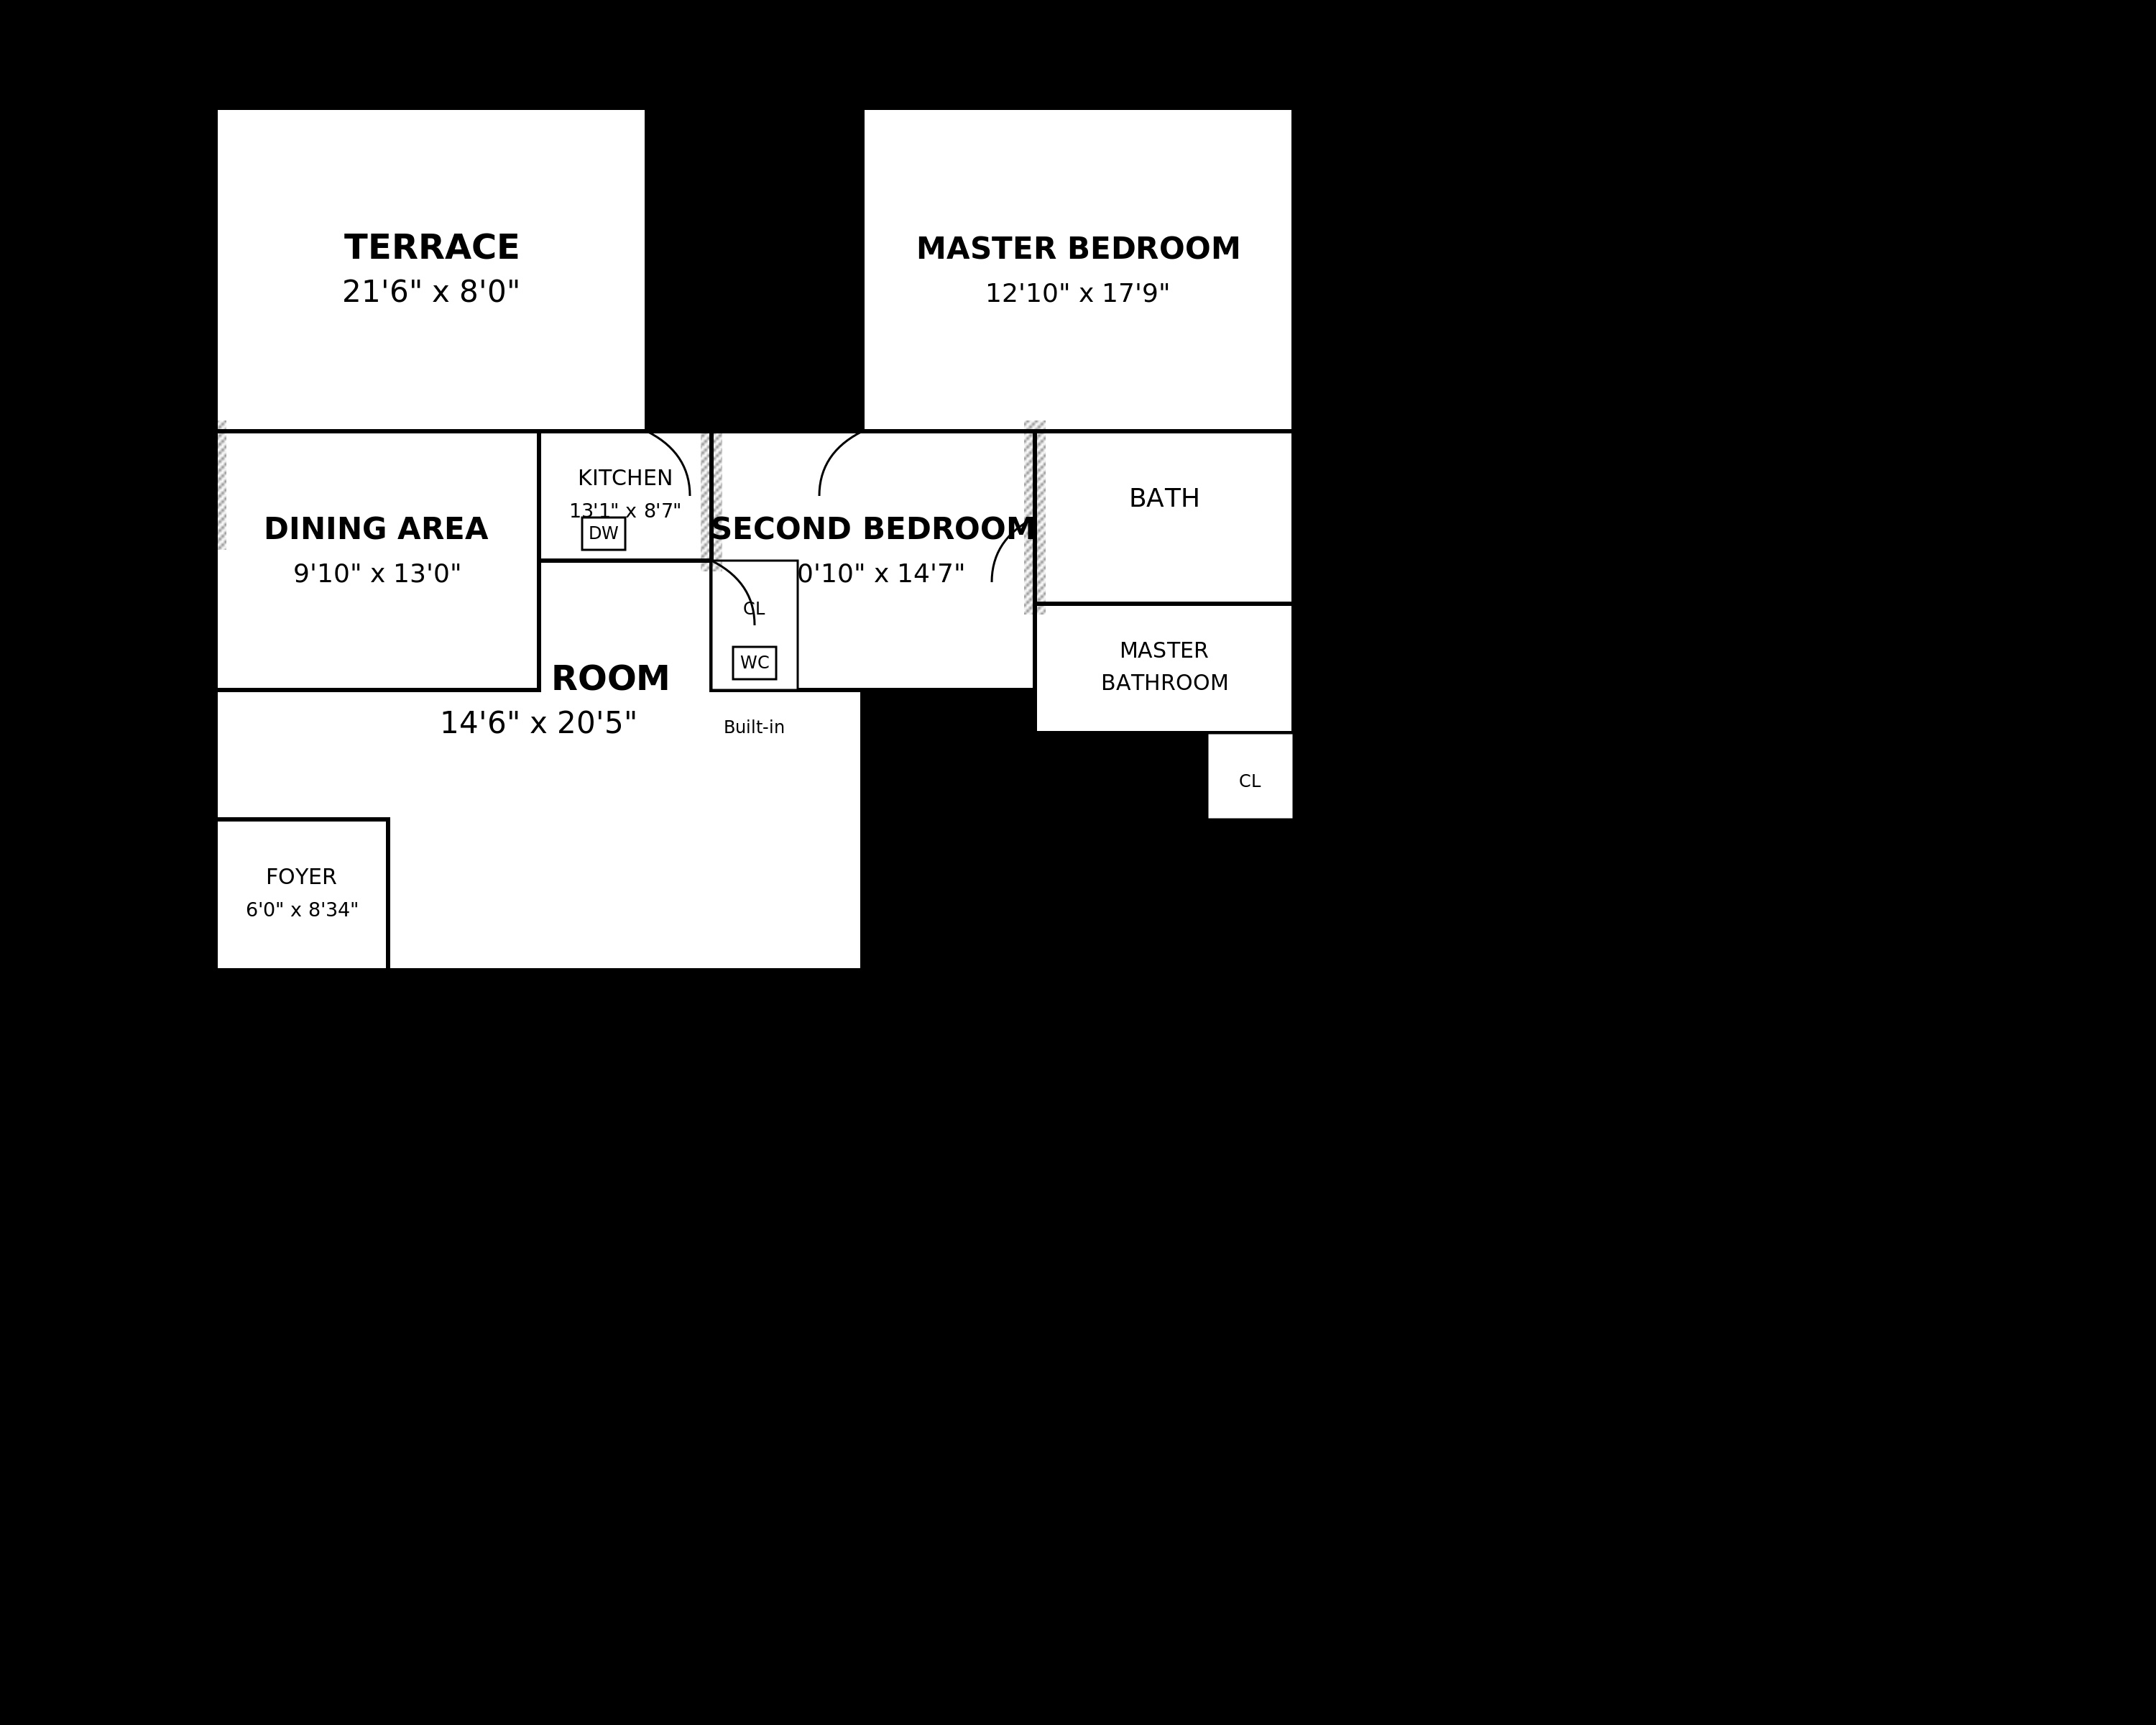 TERRACE
21'6" x 8'0"
MASTER BEDROOM
12'10" x 17'9"
KITCHEN
13'1" x 8'7"
DW
DINING AREA
9'10" x 13'0"
SECOND BEDROOM
0'10" x 14'7"
BATH
CL
WC
MASTER
BATHROOM
ROOM
14'6" x 20'5"
Built-in
CL
FOYER
6'0" x 8'34"